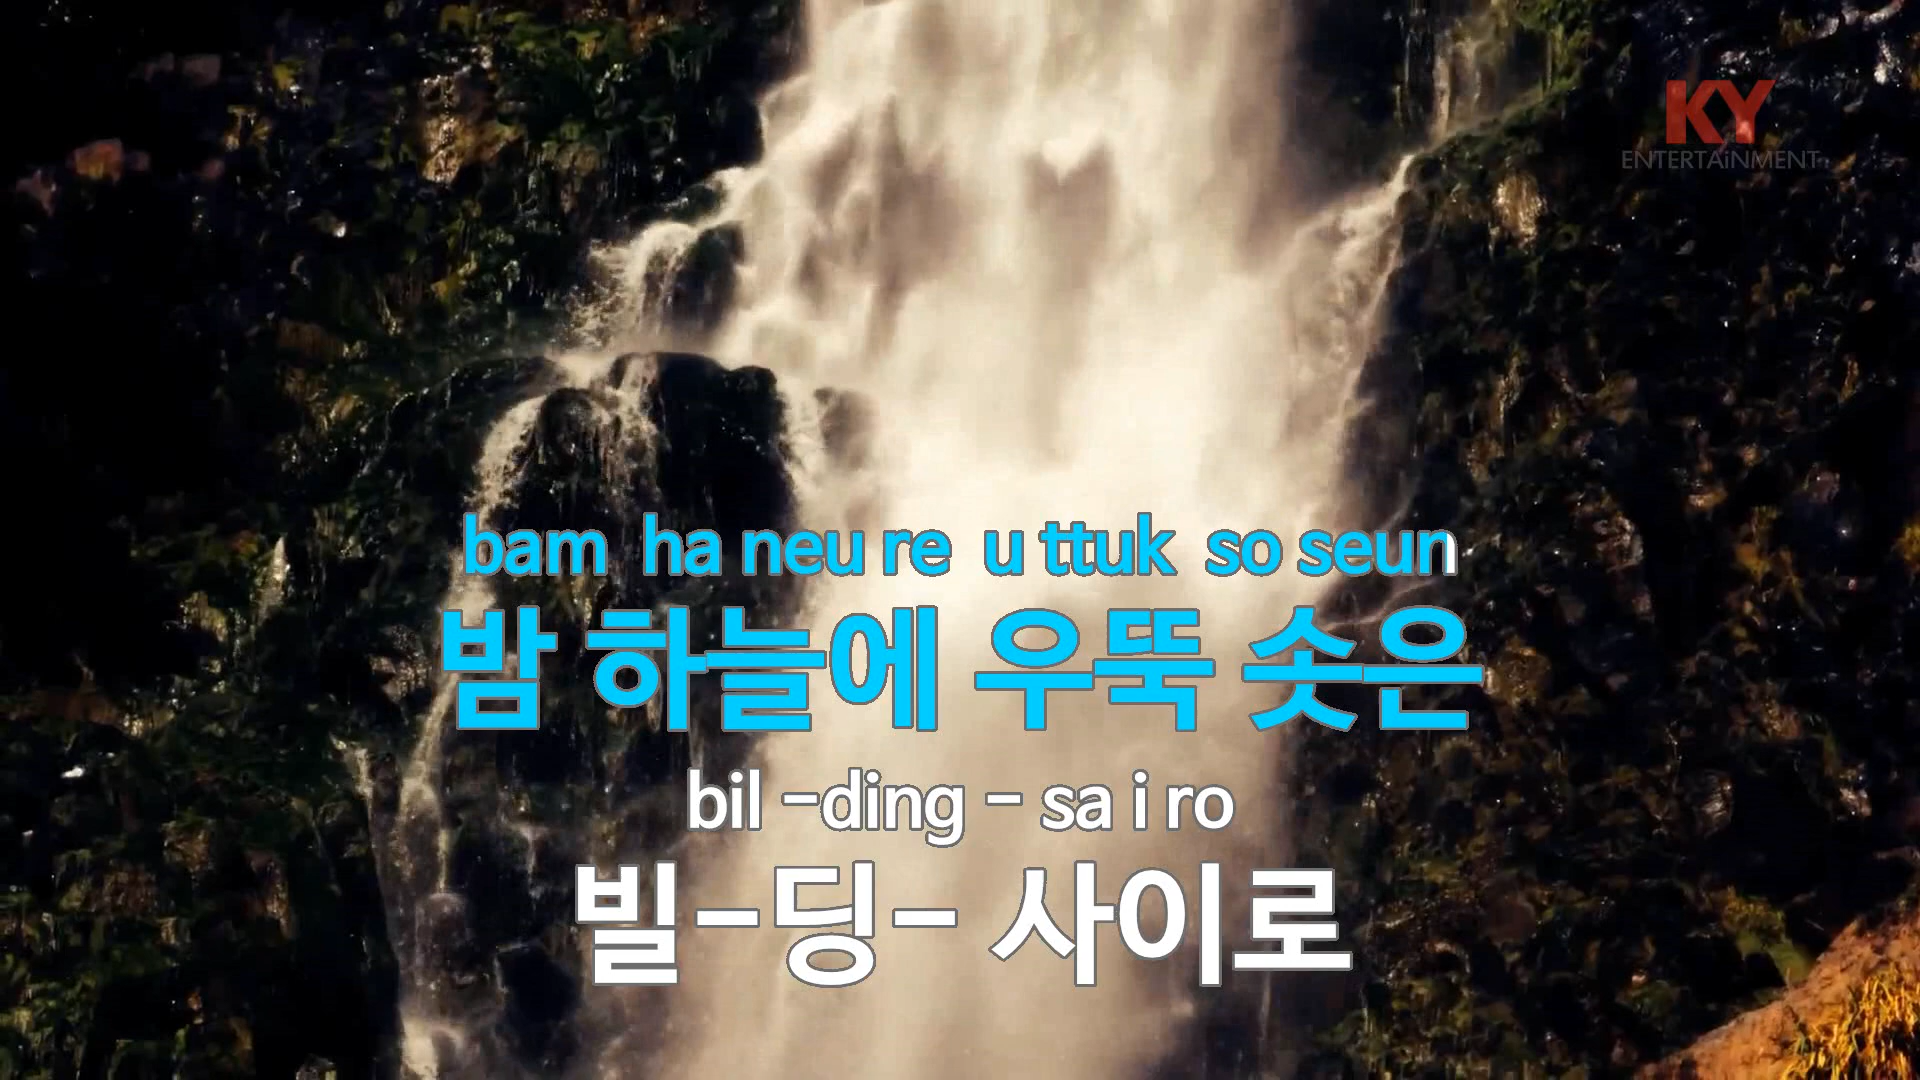 KY
ENTERTAiNMENT
bam ha neu re u ttuk so seun
밤 하늘에 우뚝 솟은
bil -ding - sa i ro
빌-딩- 사이로